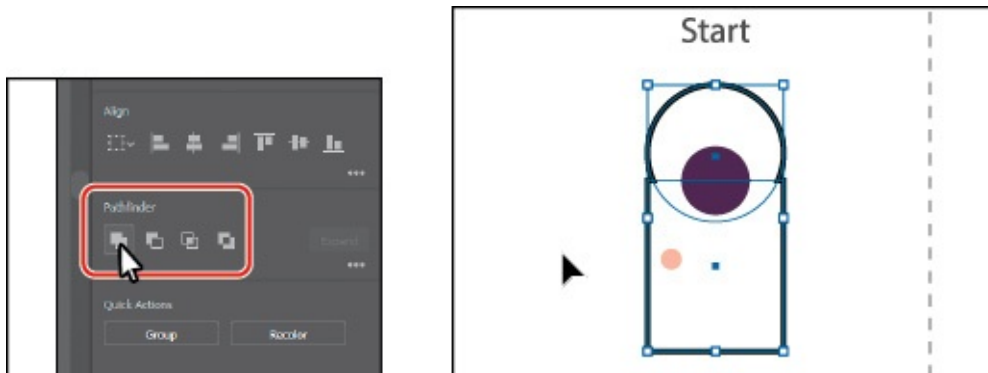 Align
Pathfinder
Expand
Quick Actions
Group
Recolor
Start